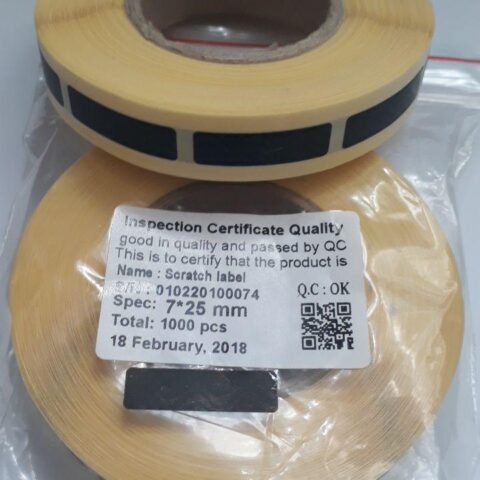 Inspection Certificate Quality
good in quality and passed by QC
This is to certify that the product is
Name : Scratch label
S/N: 010220100074
Q.C : OK
Spec: 7*25 mm
Total: 1000 pcs
18 February, 2018